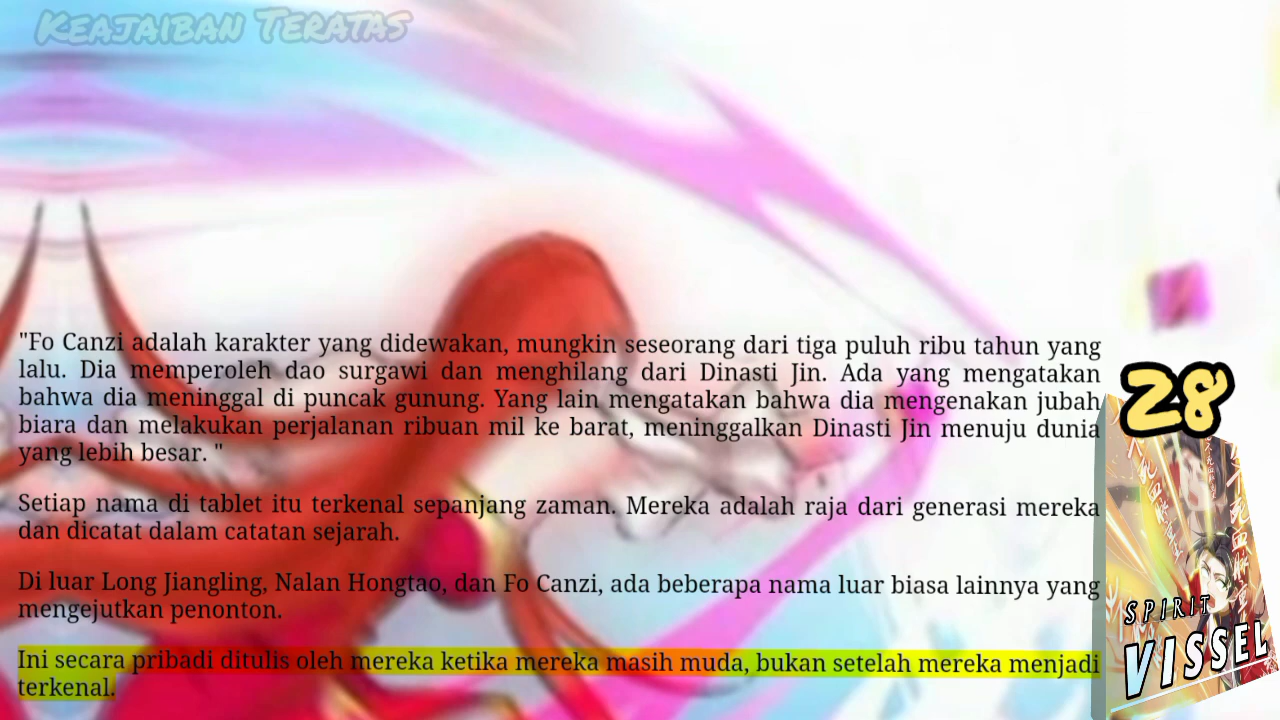 KEAJAIBAN TERATAS
"Fo Canzi adalah karakter yang didewakan, mungkin seseorang dari tiga puluh ribu tahun yang
lalu. Dia memperoleh dao surgawi dan menghilang dari Dinasti Jin. Ada yang mengatakan
bahwa dia meninggal di puncak gunung. Yang lain mengatakan bahwa dia mengenakan jubah
biara dan melakukan perjalanan ribuan mil ke barat, meninggalkan Dinasti Jin menuju dunia
yang lebih besar. "
Setiap nama di tablet itu terkenal sepanjang zaman. Mereka adalah raja dari generasi mereka
dan dicatat dalam catatan sejarah.
Di luar Long Jiangling, Nalan Hongtao, dan Fo Canzi, ada beberapa nama luar biasa lainnya yang
mengejutkan penonton.
Ini secara pribadi ditulis oleh mereka ketika mereka masih muda, bukan setelah mereka menjadi
terkenal.
28
SPIRIT
VISSEL